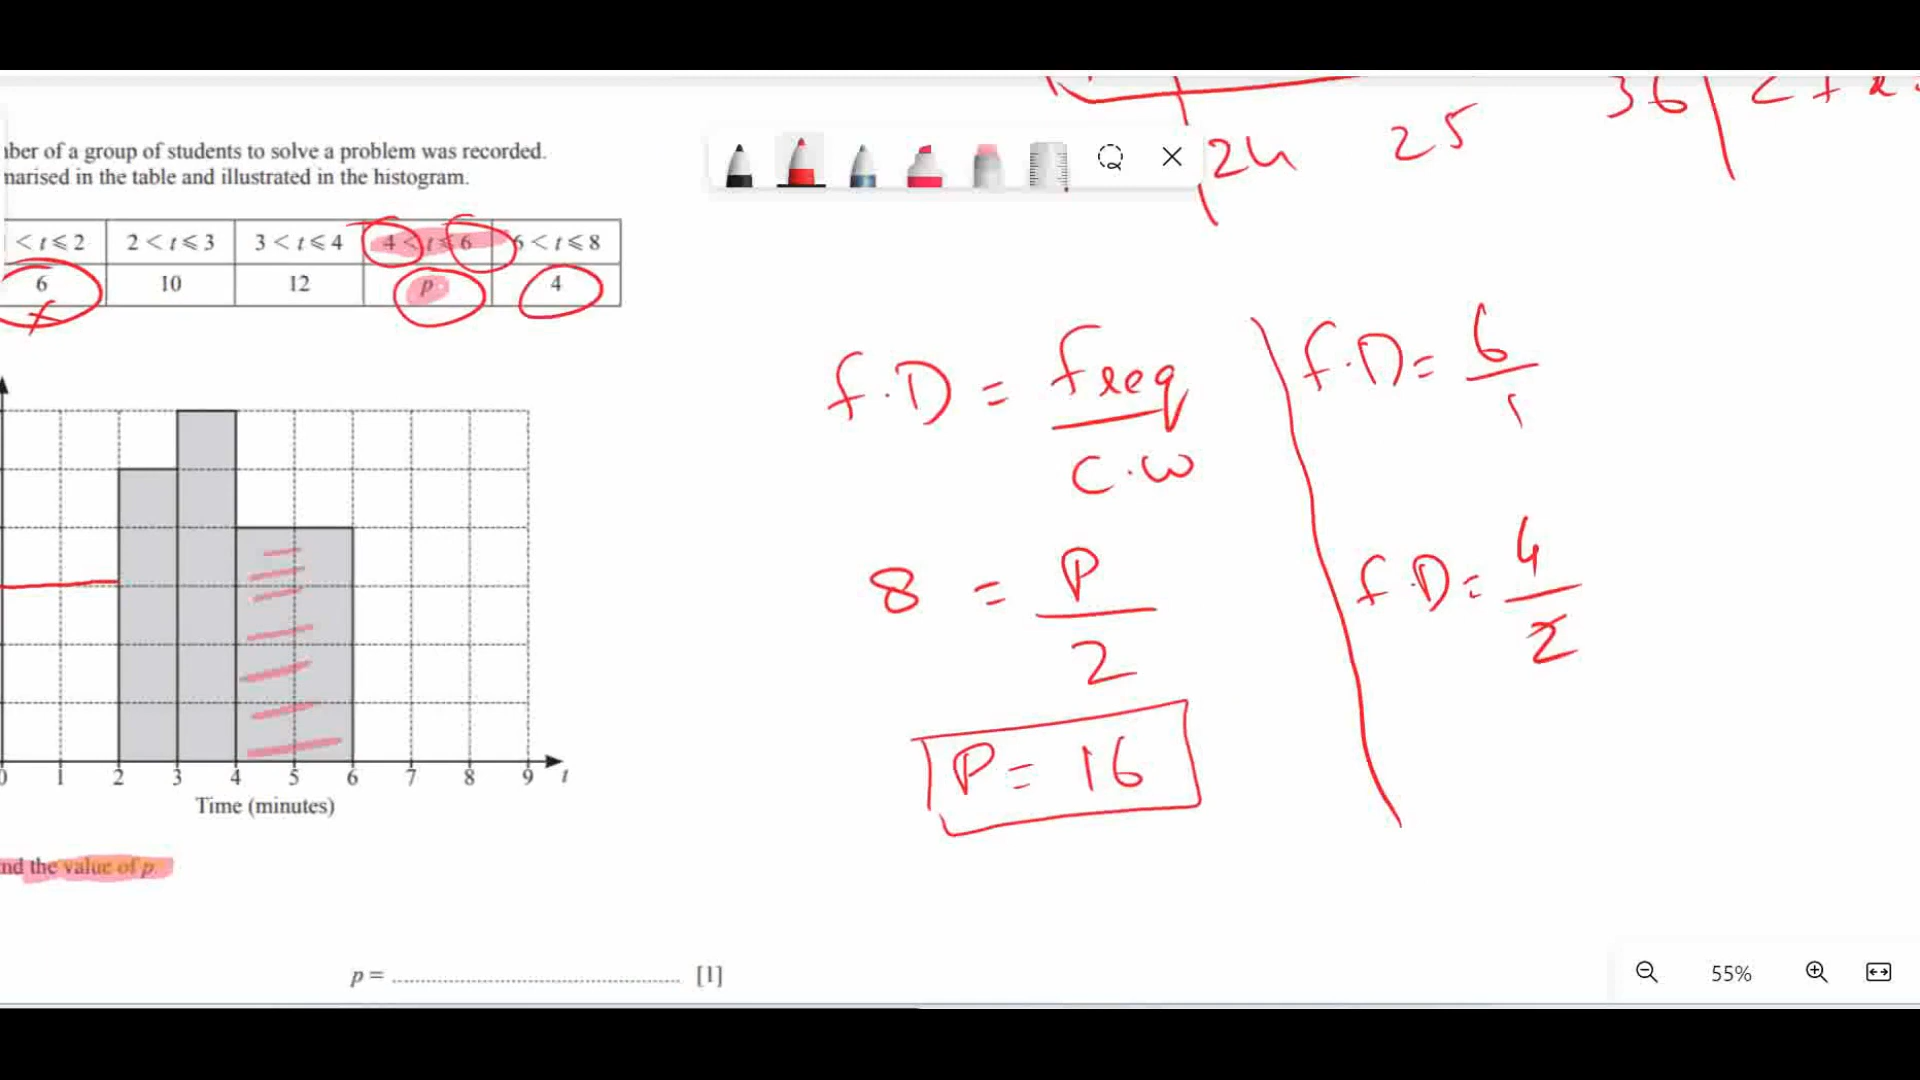 36
24
25
nber of a group of students to solve a problem was recorded.
marised in the table and illustrated in the histogram.
< t ⩽ 2 2 < t ⩽ 3 3 < t ⩽ 4 4 < t ⩽ 6 6 < t ⩽ 8
6 10 12 p 4
f.D = freq / c.w
8 = P / 2
P = 16
f.D = 6 / 1
f.D = 4 / 2
0 1 2 3 4 5 6 7 8 9 t
Time (minutes)
nd the value of p.
p = ........................................ [1]
55%